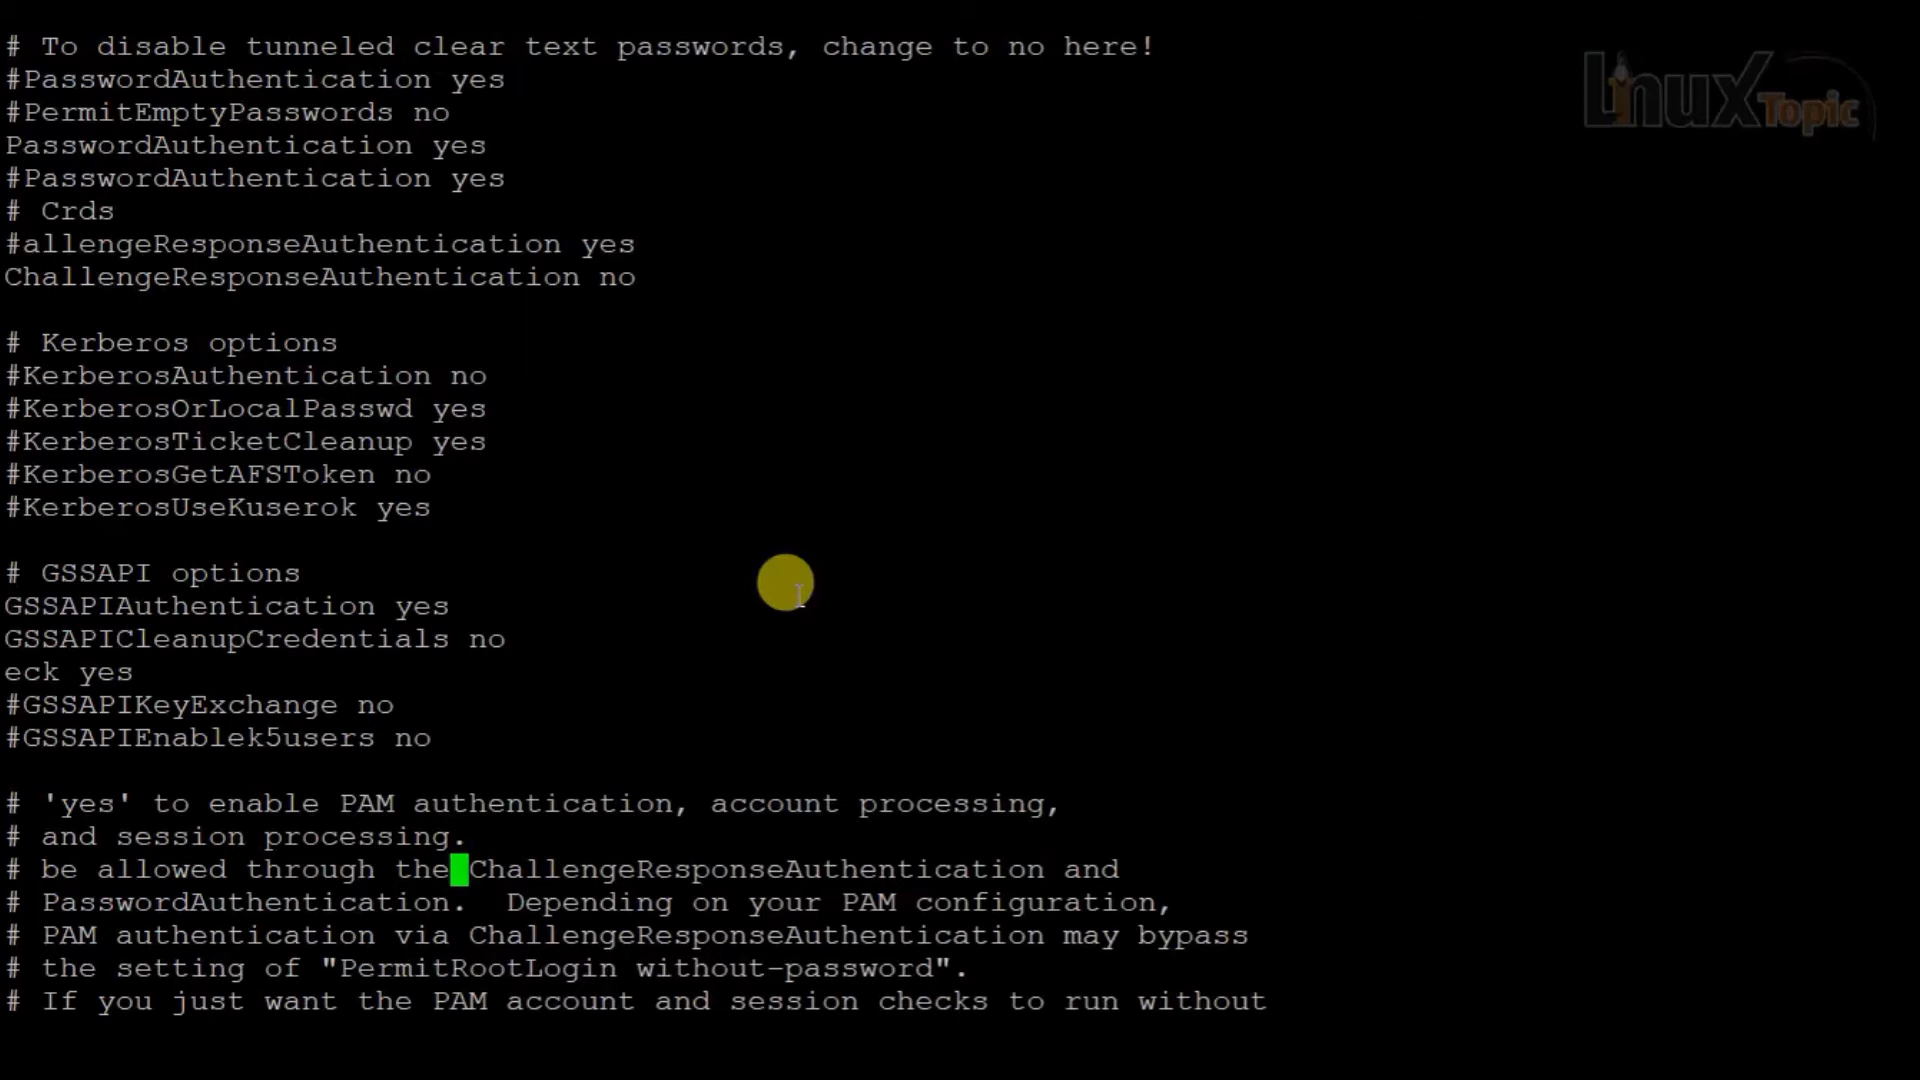 # To disable tunneled clear text passwords, change to no here!
#PasswordAuthentication yes
#PermitEmptyPasswords no
PasswordAuthentication yes
#PasswordAuthentication yes
# Crds
#allengeResponseAuthentication yes
ChallengeResponseAuthentication no
# Kerberos options
#KerberosAuthentication no
#KerberosOrLocalPasswd yes
#KerberosTicketCleanup yes
#KerberosGetAFSToken no
#KerberosUseKuserok yes
# GSSAPI options
GSSAPIAuthentication yes
GSSAPICleanupCredentials no
eck yes
#GSSAPIKeyExchange no
#GSSAPIEnablek5users no
# 'yes' to enable PAM authentication, account processing,
# and session processing.
# be allowed through the ChallengeResponseAuthentication and
# PasswordAuthentication.  Depending on your PAM configuration,
# PAM authentication via ChallengeResponseAuthentication may bypass
# the setting of "PermitRootLogin without-password".
# If you just want the PAM account and session checks to run without
LinuX Topic